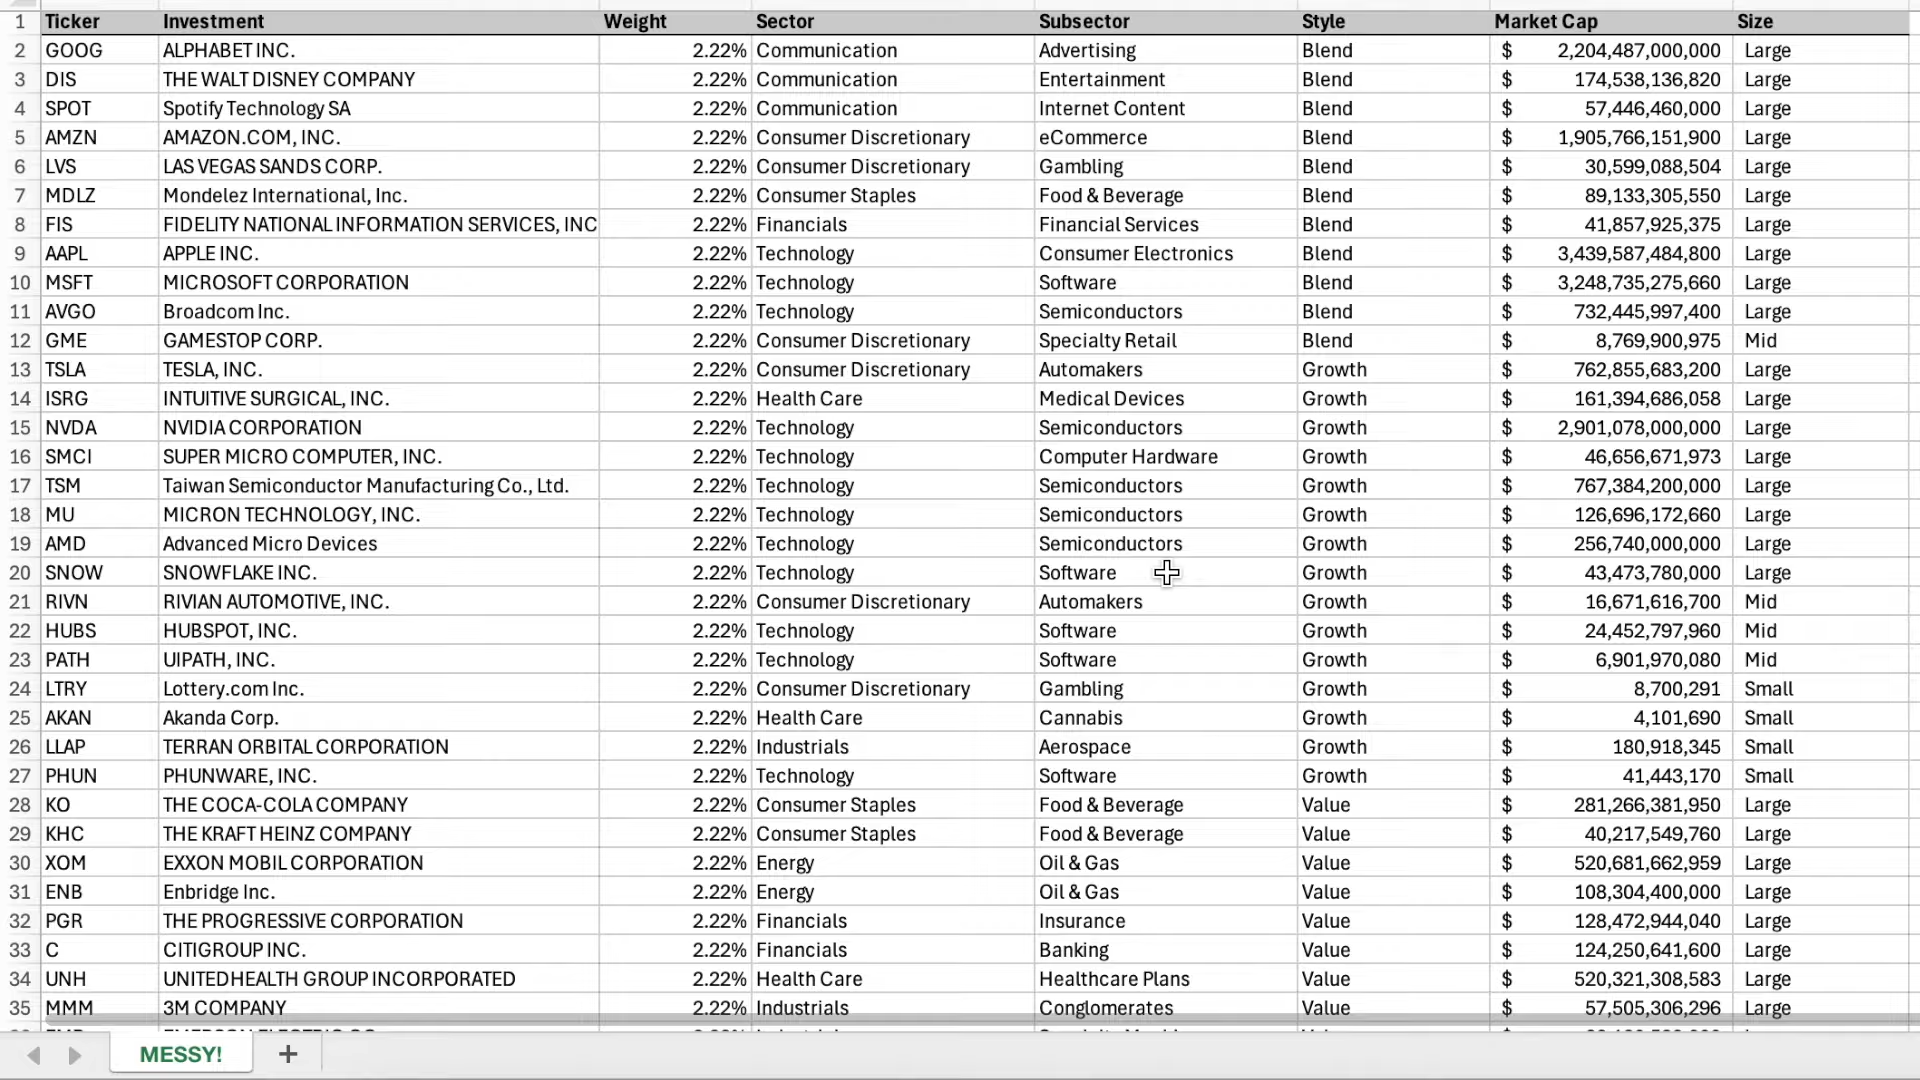 1 Ticker Investment Weight Sector Subsector Style Market Cap Size
2 GOOG ALPHABET INC. 2.22% Communication Advertising Blend $ 2,204,487,000,000 Large
3 DIS THE WALT DISNEY COMPANY 2.22% Communication Entertainment Blend $ 174,538,136,820 Large
4 SPOT Spotify Technology SA 2.22% Communication Internet Content Blend $ 57,446,460,000 Large
5 AMZN AMAZON.COM, INC. 2.22% Consumer Discretionary eCommerce Blend $ 1,905,766,151,900 Large
6 LVS LAS VEGAS SANDS CORP. 2.22% Consumer Discretionary Gambling Blend $ 30,599,088,504 Large
7 MDLZ Mondelez International, Inc. 2.22% Consumer Staples Food & Beverage Blend $ 89,133,305,550 Large
8 FIS FIDELITY NATIONAL INFORMATION SERVICES, INC 2.22% Financials Financial Services Blend $ 41,857,925,375 Large
9 AAPL APPLE INC. 2.22% Technology Consumer Electronics Blend $ 3,439,587,484,800 Large
10 MSFT MICROSOFT CORPORATION 2.22% Technology Software Blend $ 3,248,735,275,660 Large
11 AVGO Broadcom Inc. 2.22% Technology Semiconductors Blend $ 732,445,997,400 Large
12 GME GAMESTOP CORP. 2.22% Consumer Discretionary Specialty Retail Blend $ 8,769,900,975 Mid
13 TSLA TESLA, INC. 2.22% Consumer Discretionary Automakers Growth $ 762,855,683,200 Large
14 ISRG INTUITIVE SURGICAL, INC. 2.22% Health Care Medical Devices Growth $ 161,394,686,058 Large
15 NVDA NVIDIA CORPORATION 2.22% Technology Semiconductors Growth $ 2,901,078,000,000 Large
16 SMCI SUPER MICRO COMPUTER, INC. 2.22% Technology Computer Hardware Growth $ 46,656,671,973 Large
17 TSM Taiwan Semiconductor Manufacturing Co., Ltd. 2.22% Technology Semiconductors Growth $ 767,384,200,000 Large
18 MU MICRON TECHNOLOGY, INC. 2.22% Technology Semiconductors Growth $ 126,696,172,660 Large
19 AMD Advanced Micro Devices 2.22% Technology Semiconductors Growth $ 256,740,000,000 Large
20 SNOW SNOWFLAKE INC. 2.22% Technology Software Growth $ 43,473,780,000 Large
21 RIVN RIVIAN AUTOMOTIVE, INC. 2.22% Consumer Discretionary Automakers Growth $ 16,671,616,700 Mid
22 HUBS HUBSPOT, INC. 2.22% Technology Software Growth $ 24,452,797,960 Mid
23 PATH UIPATH, INC. 2.22% Technology Software Growth $ 6,901,970,080 Mid
24 LTRY Lottery.com Inc. 2.22% Consumer Discretionary Gambling Growth $ 8,700,291 Small
25 AKAN Akanda Corp. 2.22% Health Care Cannabis Growth $ 4,101,690 Small
26 LLAP TERRAN ORBITAL CORPORATION 2.22% Industrials Aerospace Growth $ 180,918,345 Small
27 PHUN PHUNWARE, INC. 2.22% Technology Software Growth $ 41,443,170 Small
28 KO THE COCA-COLA COMPANY 2.22% Consumer Staples Food & Beverage Value $ 281,266,381,950 Large
29 KHC THE KRAFT HEINZ COMPANY 2.22% Consumer Staples Food & Beverage Value $ 40,217,549,760 Large
30 XOM EXXON MOBIL CORPORATION 2.22% Energy Oil & Gas Value $ 520,681,662,959 Large
31 ENB Enbridge Inc. 2.22% Energy Oil & Gas Value $ 108,304,400,000 Large
32 PGR THE PROGRESSIVE CORPORATION 2.22% Financials Insurance Value $ 128,472,944,040 Large
33 C CITIGROUP INC. 2.22% Financials Banking Value $ 124,250,641,600 Large
34 UNH UNITEDHEALTH GROUP INCORPORATED 2.22% Health Care Healthcare Plans Value $ 520,321,308,583 Large
35 MMM 3M COMPANY 2.22% Industrials Conglomerates Value $ 57,505,306,296 Large
MESSY!